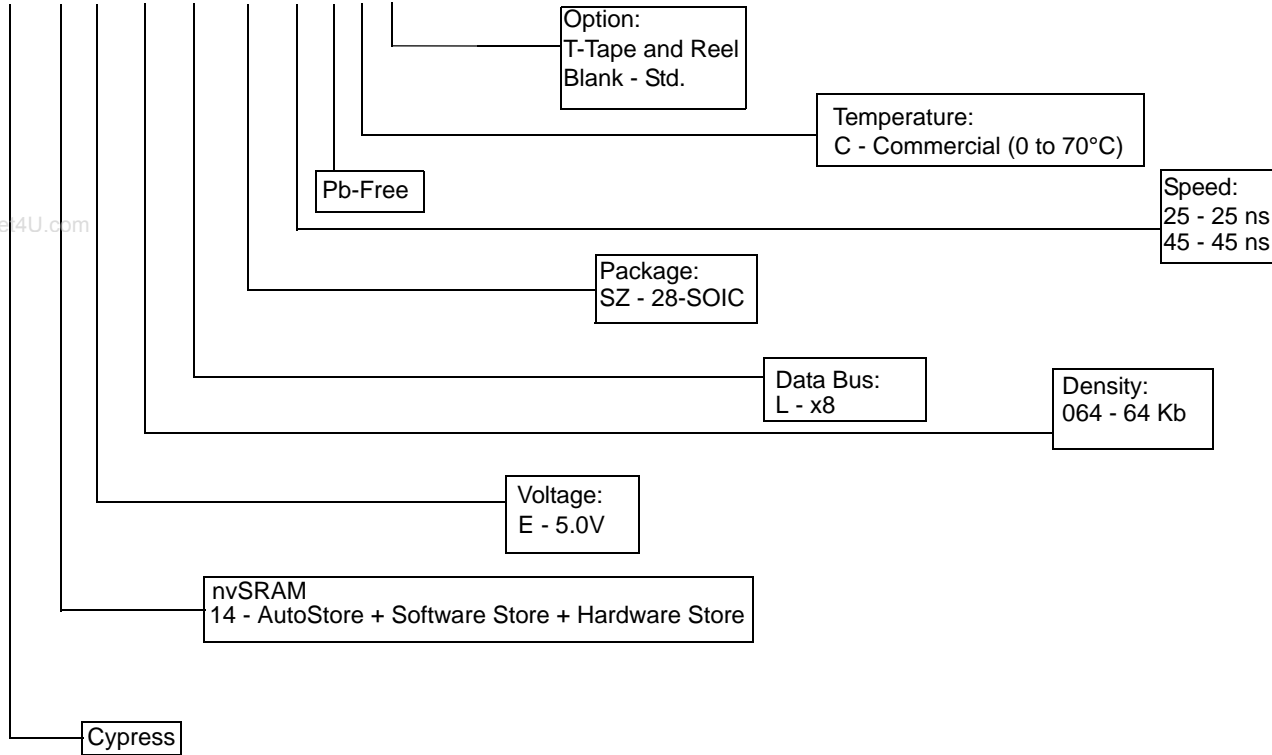 Option:
T-Tape and Reel
Blank - Std.
Temperature:
C - Commercial (0 to 70°C)
Pb-Free
Speed:
25 - 25 ns
45 - 45 ns
et4U.com
Package:
SZ - 28-SOIC
Data Bus:
L - x8
Density:
064 - 64 Kb
Voltage:
E - 5.0V
nvSRAM
14 - AutoStore + Software Store + Hardware Store
Cypress